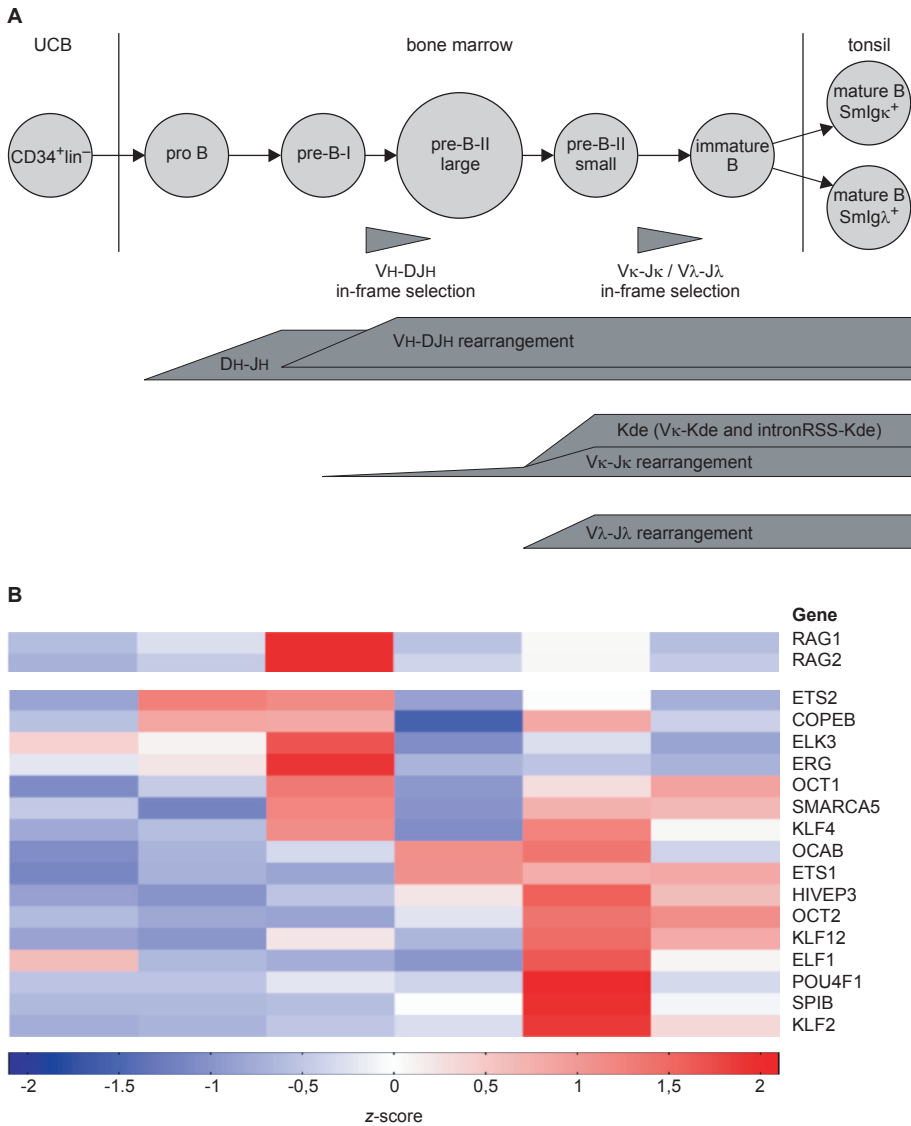 A
UCB
bone marrow
tonsil
CD34+lin–
pro B
pre-B-I
pre-B-II
large
pre-B-II
small
immature
B
mature B
SmIgκ+
mature B
SmIgλ+
VH-DJH
in-frame selection
Vκ-Jκ / Vλ-Jλ
in-frame selection
VH-DJH rearrangement
DH-JH
Kde (Vκ-Kde and intronRSS-Kde)
Vκ-Jκ rearrangement
Vλ-Jλ rearrangement
B
Gene
RAG1
RAG2
ETS2
COPEB
ELK3
ERG
OCT1
SMARCA5
KLF4
OCAB
ETS1
HIVEP3
OCT2
KLF12
ELF1
POU4F1
SPIB
KLF2
-2 -1.5 -1 -0,5 0 0,5 1 1,5 2
z-score